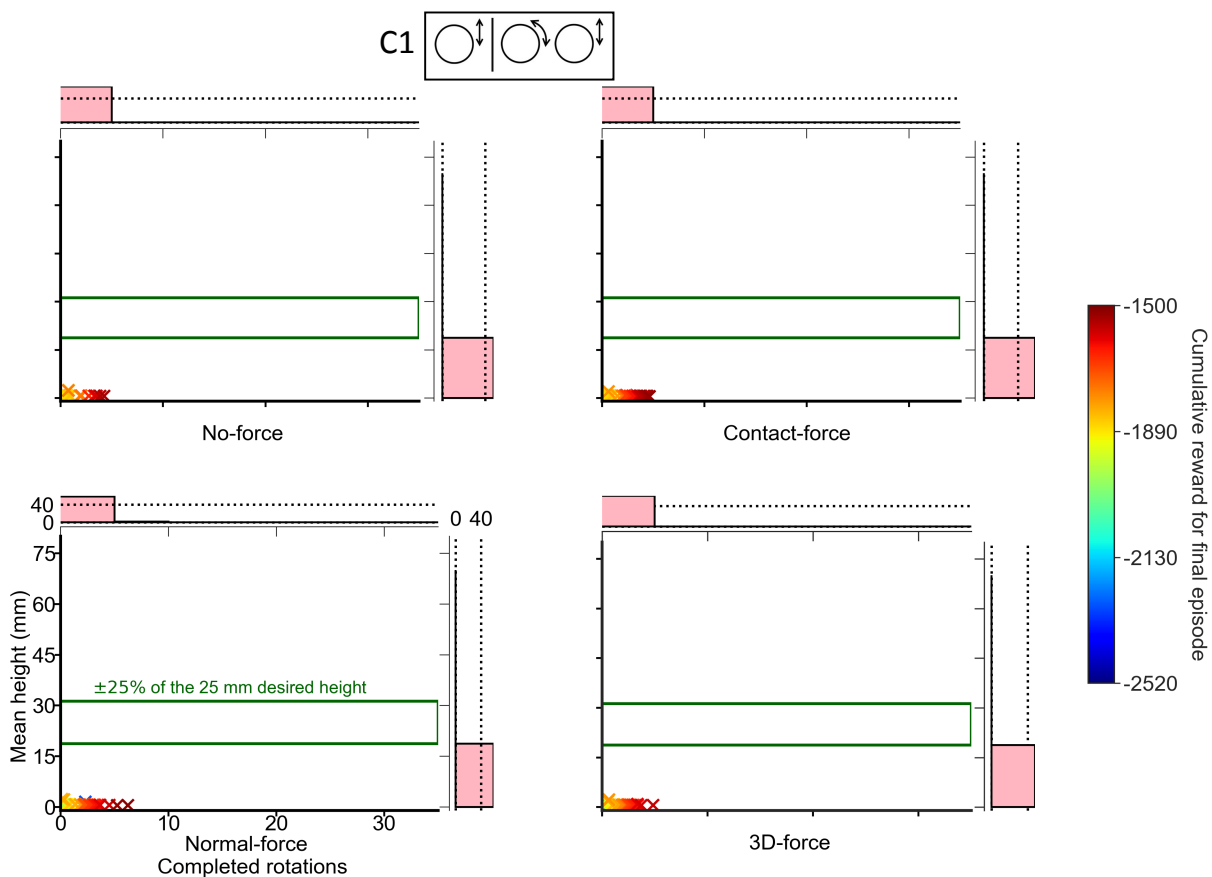 C1
No-force
Contact-force
-1500
-1890
-2130
-2520
Cumulative reward for final episode
40
0
0 40
75
60
45
30
15
0
Mean height (mm)
±25% of the 25 mm desired height
0 10 30
Normal-force
Completed rotations
3D-force